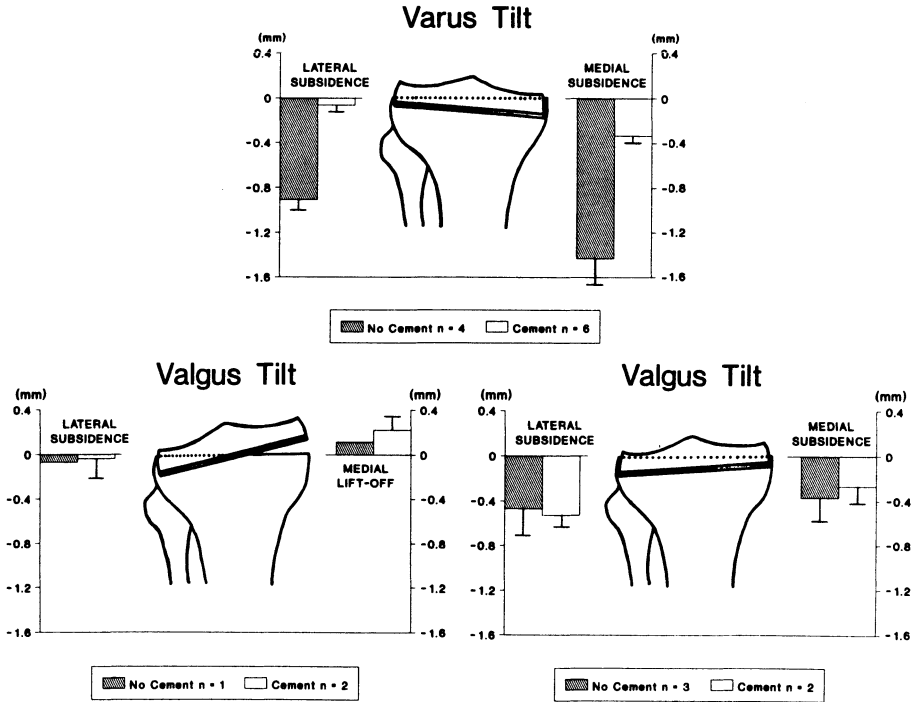 Varus Tilt
(mm)
0.4
0
-0.4
-0.8
-1.2
-1.6
LATERAL
SUBSIDENCE
MEDIAL
SUBSIDENCE
(mm)
0.4
0
-0.4
-0.8
-1.2
-1.6
No Cement n = 4 Cement n = 6
Valgus Tilt
(mm)
0.4
0
-0.4
-0.8
-1.2
-1.6
LATERAL
SUBSIDENCE
(mm)
0.4
0
-0.4
-0.8
-1.2
-1.6
MEDIAL
LIFT-OFF
No Cement n = 1 Cement n = 2
Valgus Tilt
(mm)
0.4
0
-0.4
-0.8
-1.2
-1.6
LATERAL
SUBSIDENCE
MEDIAL
SUBSIDENCE
(mm)
0.4
0
-0.4
-0.8
-1.2
-1.6
No Cement n = 3 Cement n = 2